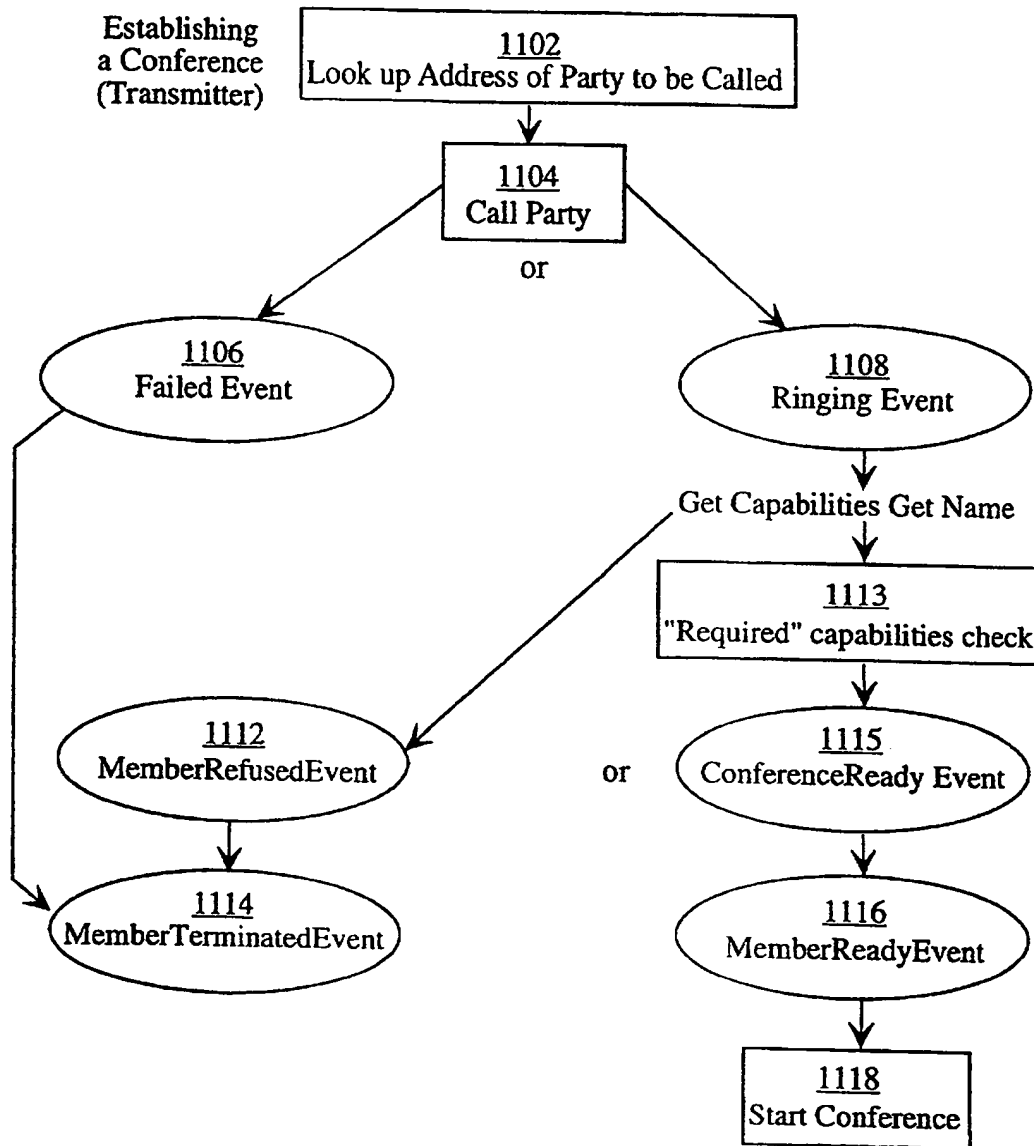 Establishing
a Conference
(Transmitter)
1102
Look up Address of Party to be Called
1104
Call Party
or
1106
Failed Event
1108
Ringing Event
Get Capabilities Get Name
1113
"Required" capabilities check
1112
MemberRefusedEvent
or
1115
ConferenceReady Event
1114
MemberTerminatedEvent
1116
MemberReadyEvent
1118
Start Conference